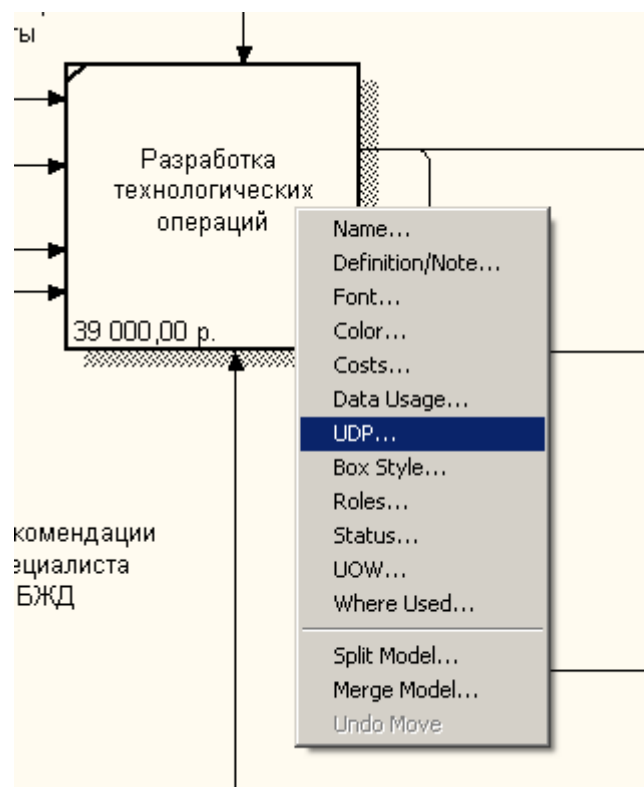 ты
Разработка
технологических
операций
39 000,00 р.
Name...
Definition/Note...
Font...
Color...
Costs...
Data Usage...
UDP...
Box Style...
Roles...
Status...
UOW...
Where Used...
Split Model...
Merge Model...
Undo Move
комендации
ециалиста
БЖД